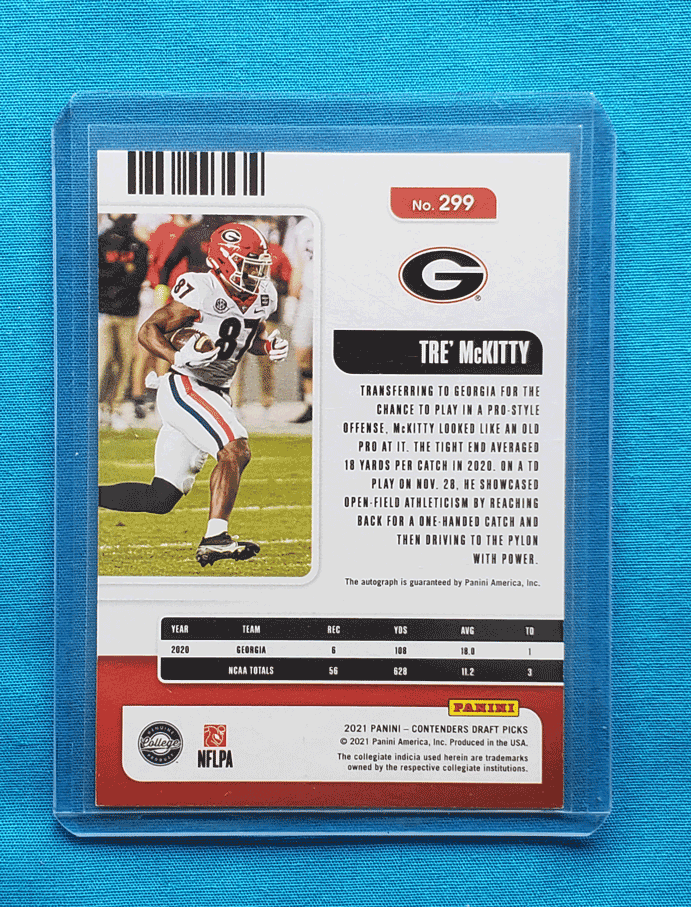 No. 299
G
®
87
87
TRE' McKITTY
TRANSFERRING TO GEORGIA FOR THE
CHANCE TO PLAY IN A PRO-STYLE
OFFENSE, McKITTY LOOKED LIKE AN OLD
PRO AT IT. THE TIGHT END AVERAGED
18 YARDS PER CATCH IN 2020. ON A TD
PLAY ON NOV. 28, HE SHOWCASED
OPEN-FIELD ATHLETICISM BY REACHING
BACK FOR A ONE-HANDED CATCH AND
THEN DRIVING TO THE PYLON
WITH POWER.
The autograph is guaranteed by Panini America, Inc.
YEAR TEAM REC YDS AVG TD
2020 GEORGIA 6 108 18.0 1
NCAA TOTALS 56 628 11.2 3
PANINI
GENUINE
College
PRODUCT
NFLPA
2021 PANINI – CONTENDERS DRAFT PICKS
© 2021 Panini America, Inc. Produced in the USA.
The collegiate indicia used herein are trademarks
owned by the respective collegiate institutions.